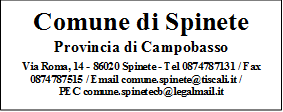 Comune di Spinete
Provincia di Campobasso
Via Roma, 14 - 86020 Spinete - Tel 0874787131 / Fax
0874787515 / Email comune.spinete@tiscali.it /
PEC comune.spinetecb@legalmail.it